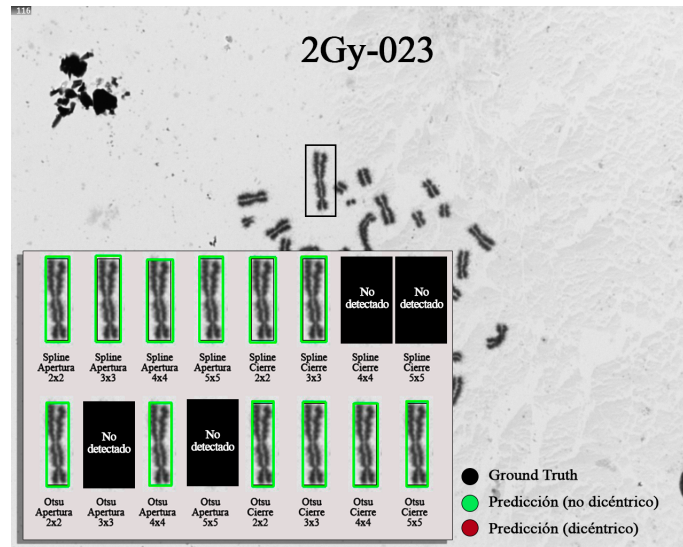 116
2Gy-023
No
detectado
No
detectado
Spline
Apertura
2x2
Spline
Apertura
3x3
Spline
Apertura
4x4
Spline
Apertura
5x5
Spline
Cierre
2x2
Spline
Cierre
3x3
Spline
Cierre
4x4
Spline
Cierre
5x5
No
detectado
No
detectado
Otsu
Apertura
2x2
Otsu
Apertura
3x3
Otsu
Apertura
4x4
Otsu
Apertura
5x5
Otsu
Cierre
2x2
Otsu
Cierre
3x3
Otsu
Cierre
4x4
Otsu
Cierre
5x5
Ground Truth
Predicción (no dicéntrico)
Predicción (dicéntrico)